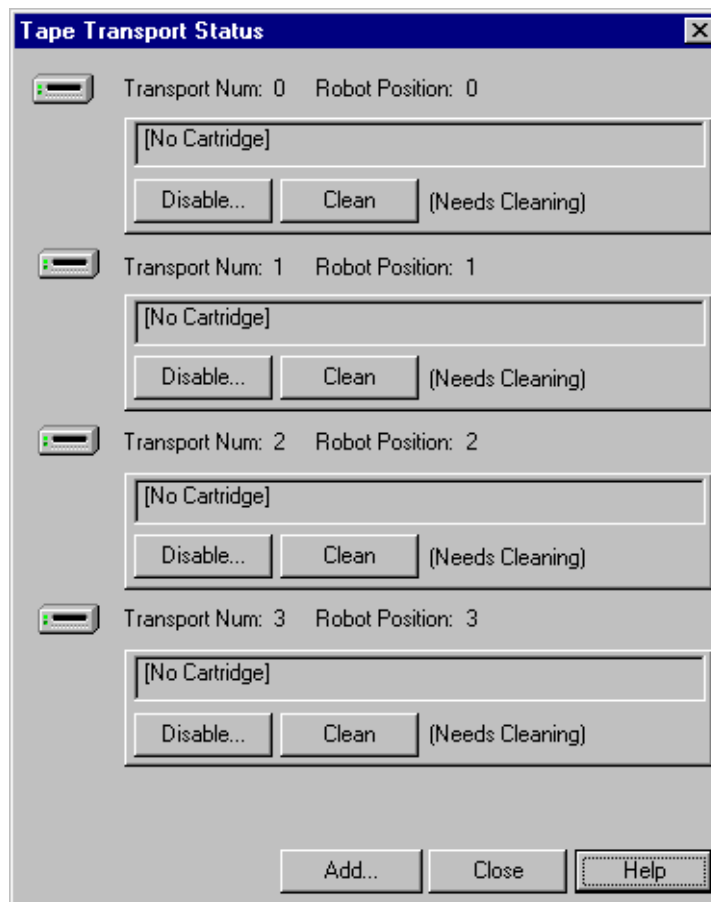 Tape Transport Status
Transport Num: 0 Robot Position: 0
[No Cartridge]
Disable... Clean (Needs Cleaning)
Transport Num: 1 Robot Position: 1
[No Cartridge]
Disable... Clean (Needs Cleaning)
Transport Num: 2 Robot Position: 2
[No Cartridge]
Disable... Clean (Needs Cleaning)
Transport Num: 3 Robot Position: 3
[No Cartridge]
Disable... Clean (Needs Cleaning)
Add... Close Help